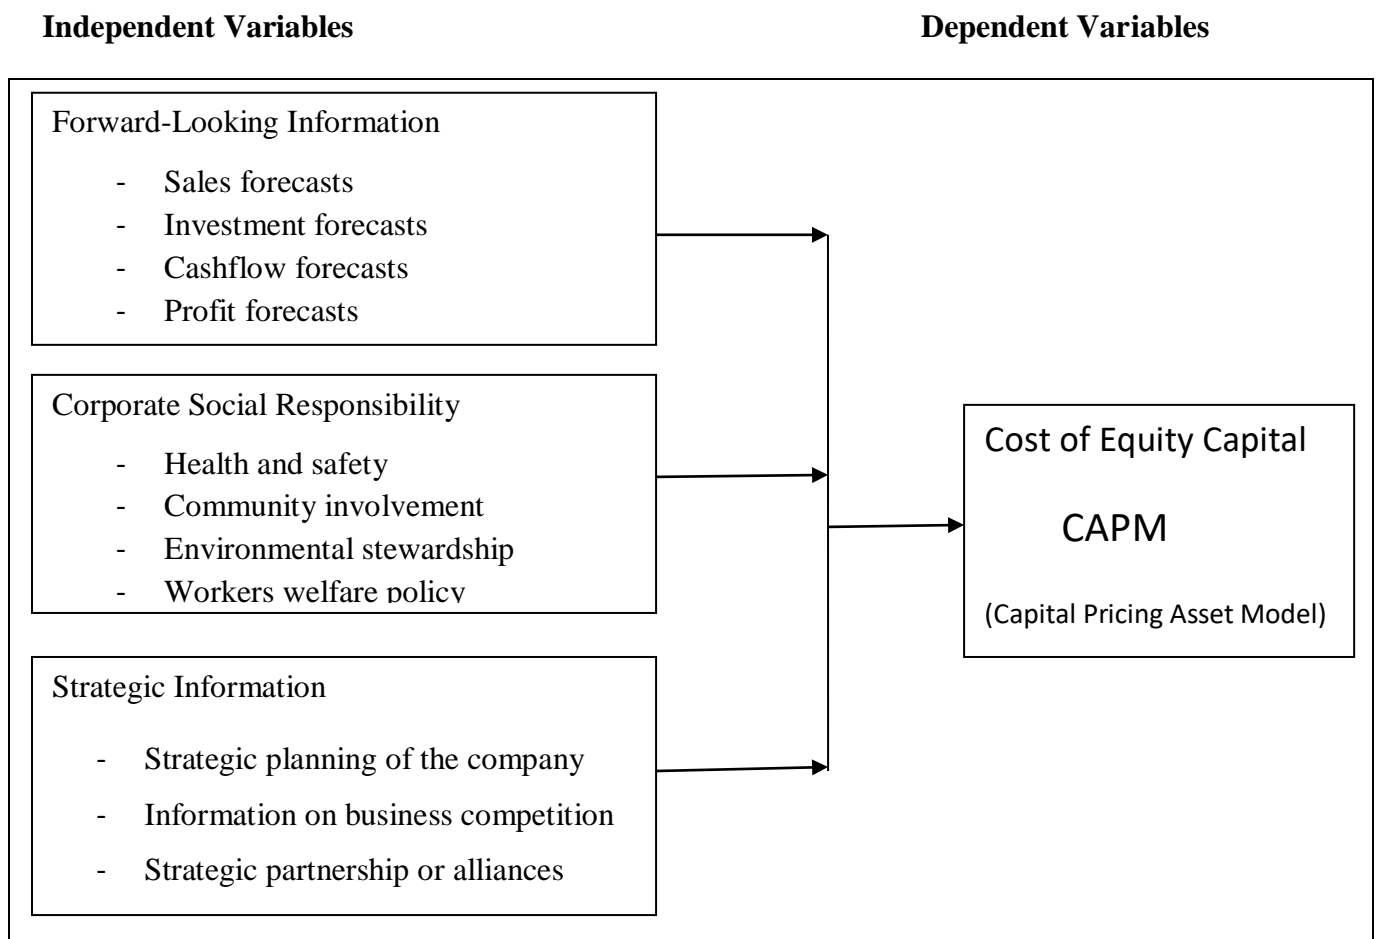 Independent Variables
Dependent Variables
Forward-Looking Information
- Sales forecasts
- Investment forecasts
- Cashflow forecasts
- Profit forecasts
Corporate Social Responsibility
- Health and safety
- Community involvement
- Environmental stewardship
- Workers welfare policy
Strategic Information
- Strategic planning of the company
- Information on business competition
- Strategic partnership or alliances
Cost of Equity Capital
CAPM
(Capital Pricing Asset Model)